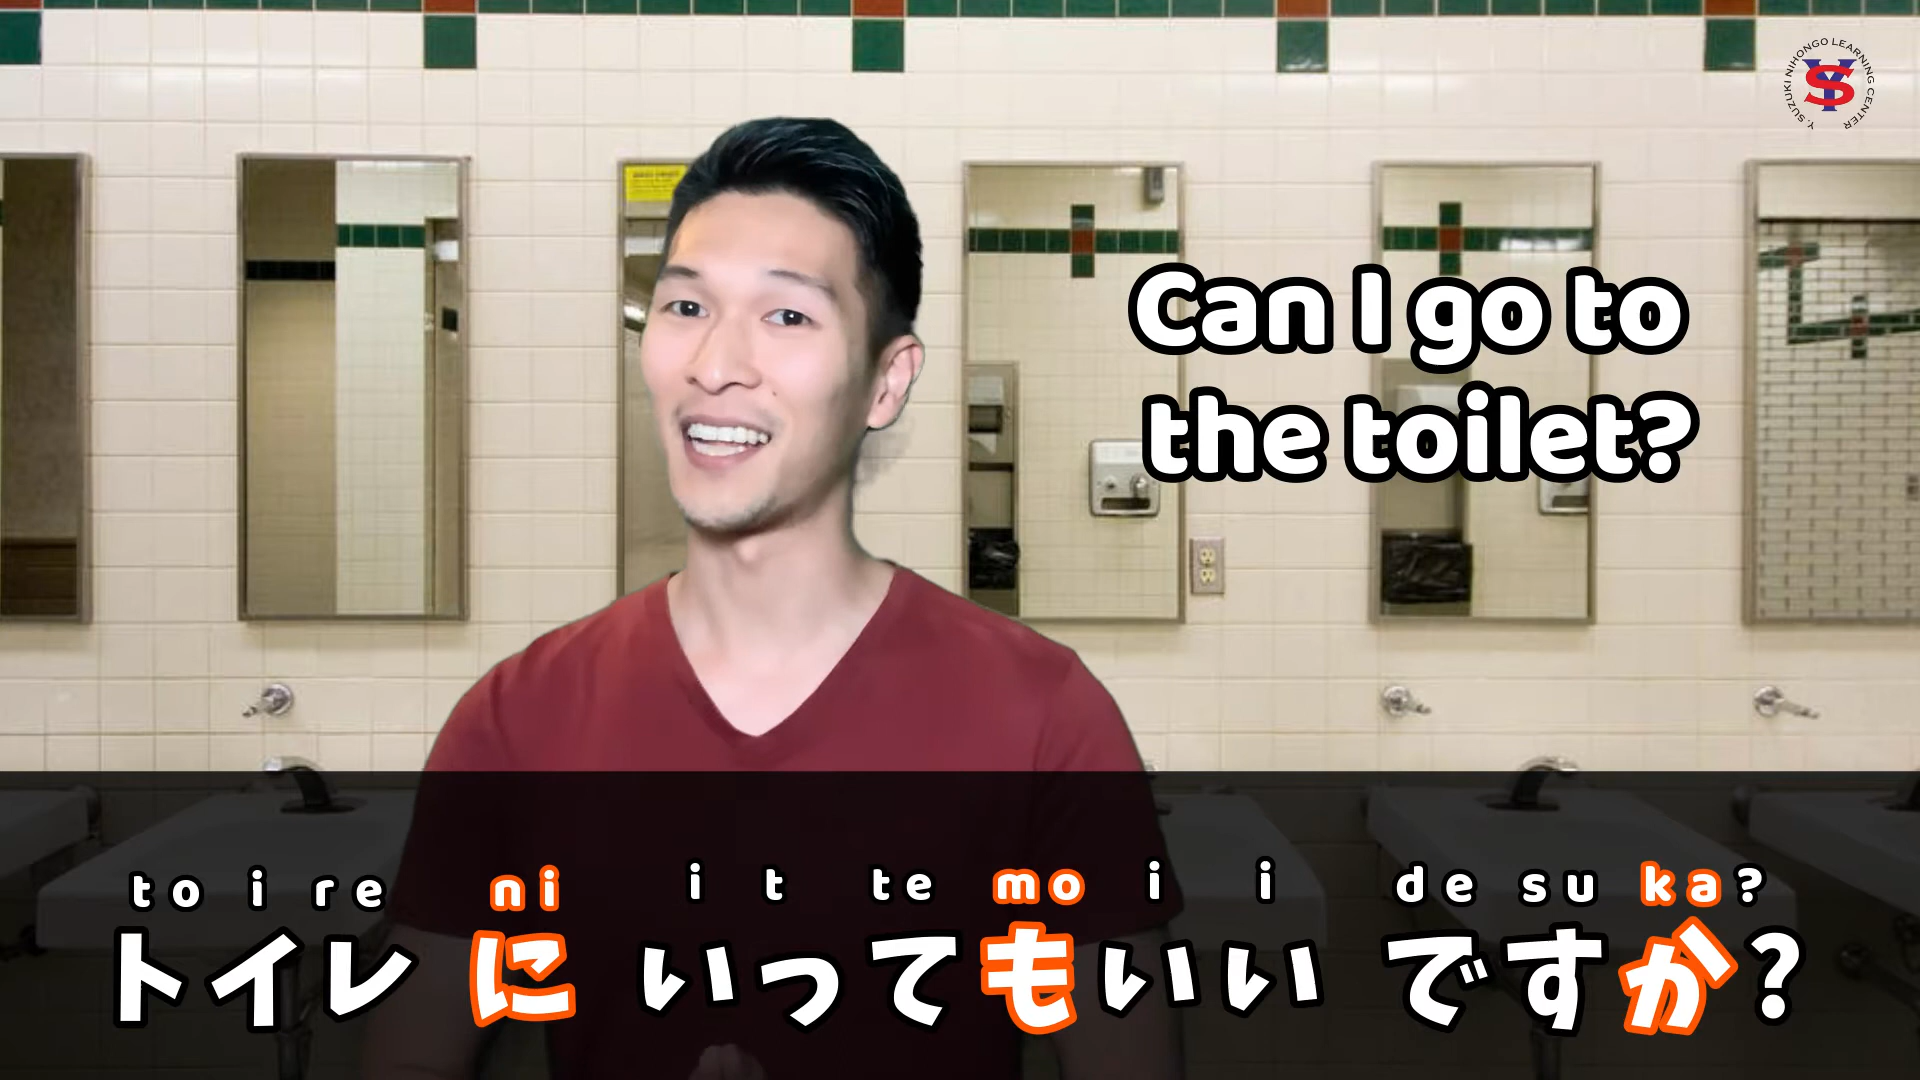 Y. SUZUKI NIHONGO LEARNING CENTER
YS
Can I go to
the toilet?
to i re ni i t te mo i i de su ka?
トイレ に いってもいい ですか?